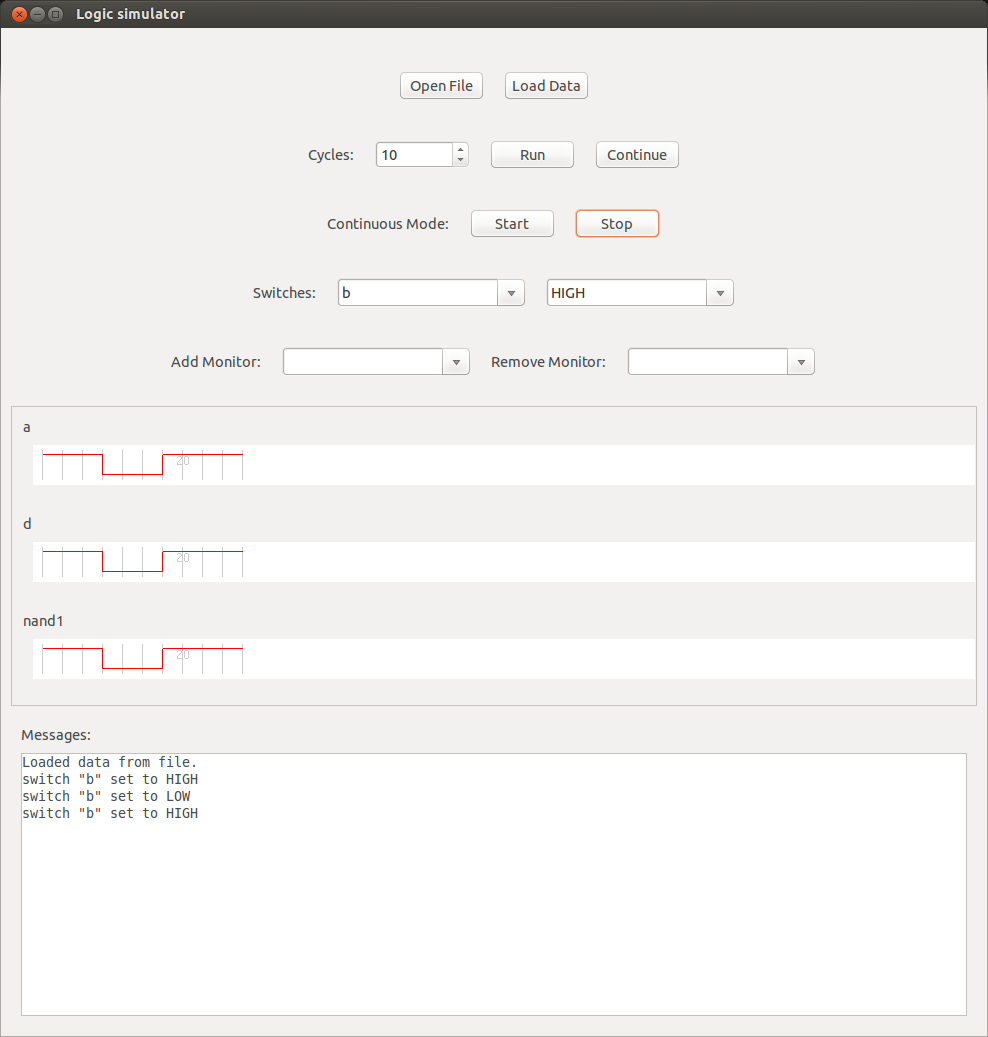 Logic simulator
Open File Load Data
Cycles: 10 Run Continue
Continuous Mode: Start Stop
Switches: b HIGH
Add Monitor: Remove Monitor:
a
20
d
20
nand1
20
Messages:
Loaded data from file.
switch "b" set to HIGH
switch "b" set to LOW
switch "b" set to HIGH